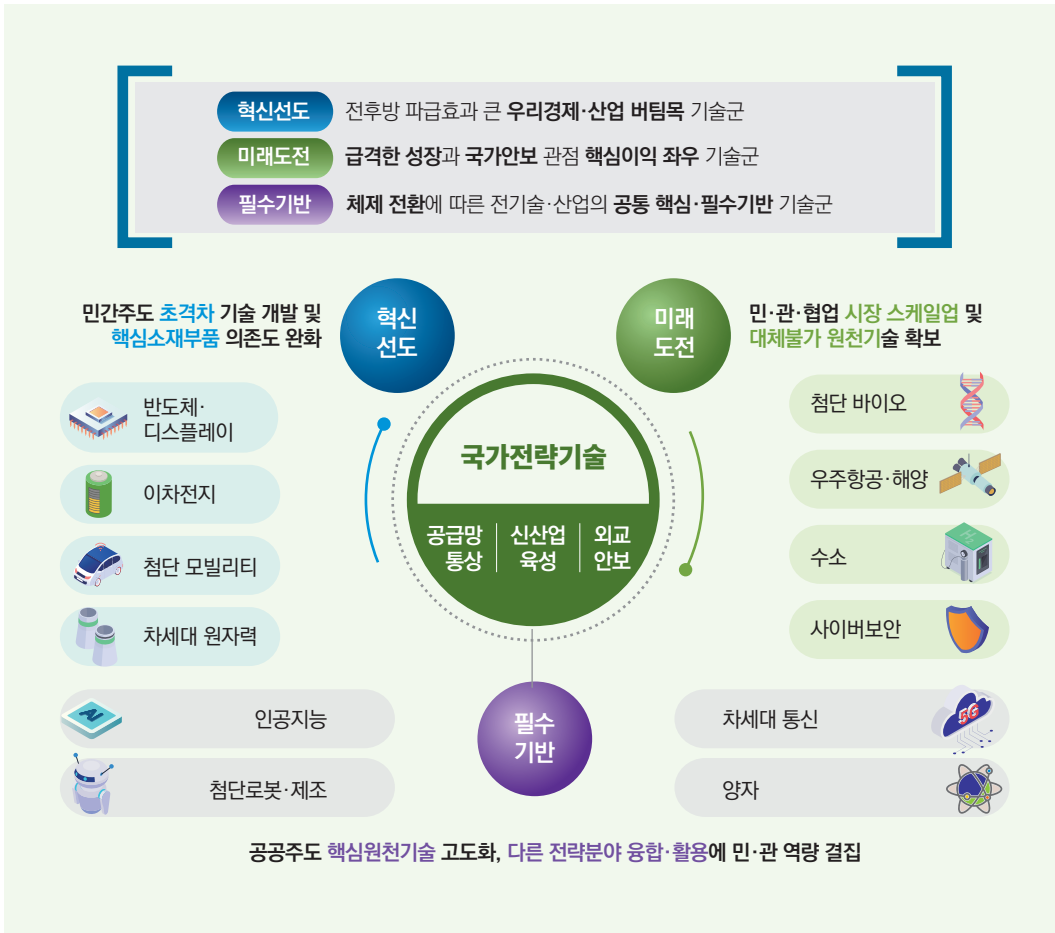 혁신선도 전후방 파급효과 큰 우리경제·산업 버팀목 기술군
미래도전 급격한 성장과 국가안보 관점 핵심이익 좌우 기술군
필수기반 체제 전환에 따른 전기술·산업의 공통 핵심·필수기반 기술군
민간주도 초격차 기술 개발 및
핵심소재부품 의존도 완화
혁신
선도
미래
도전
민·관·협업 시장 스케일업 및
대체불가 원천기술 확보
반도체·
디스플레이
이차전지
첨단 모빌리티
차세대 원자력
국가전략기술
공급망
통상
신산업
육성
외교
안보
첨단 바이오
우주항공·해양
수소
H₂
사이버보안
AI
인공지능
첨단로봇·제조
필수
기반
차세대 통신
5G
양자
공공주도 핵심원천기술 고도화, 다른 전략분야 융합·활용에 민·관 역량 결집